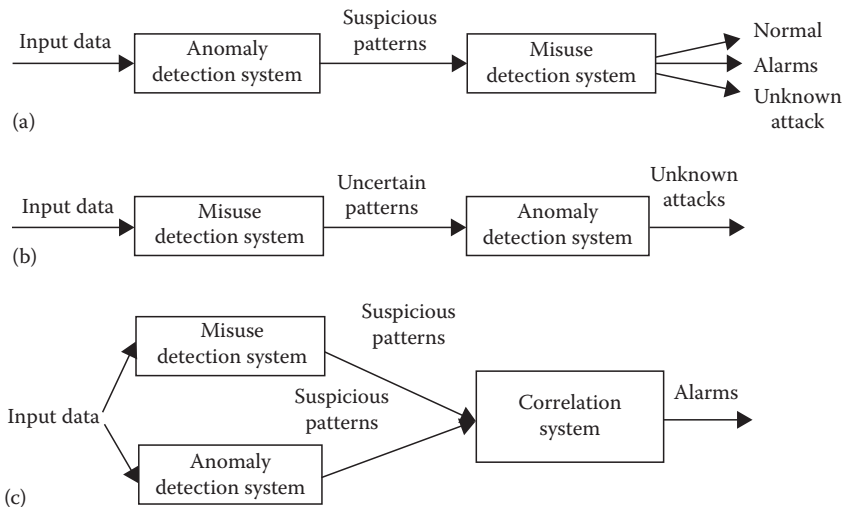 Input data
Anomaly
detection system
Suspicious
patterns
Misuse
detection system
Normal
Alarms
Unknown
attack
(a)
Input data
Misuse
detection system
Uncertain
patterns
Anomaly
detection system
Unknown
attacks
(b)
Input data
Misuse
detection system
Suspicious
patterns
Anomaly
detection system
Suspicious
patterns
Correlation
system
Alarms
(c)